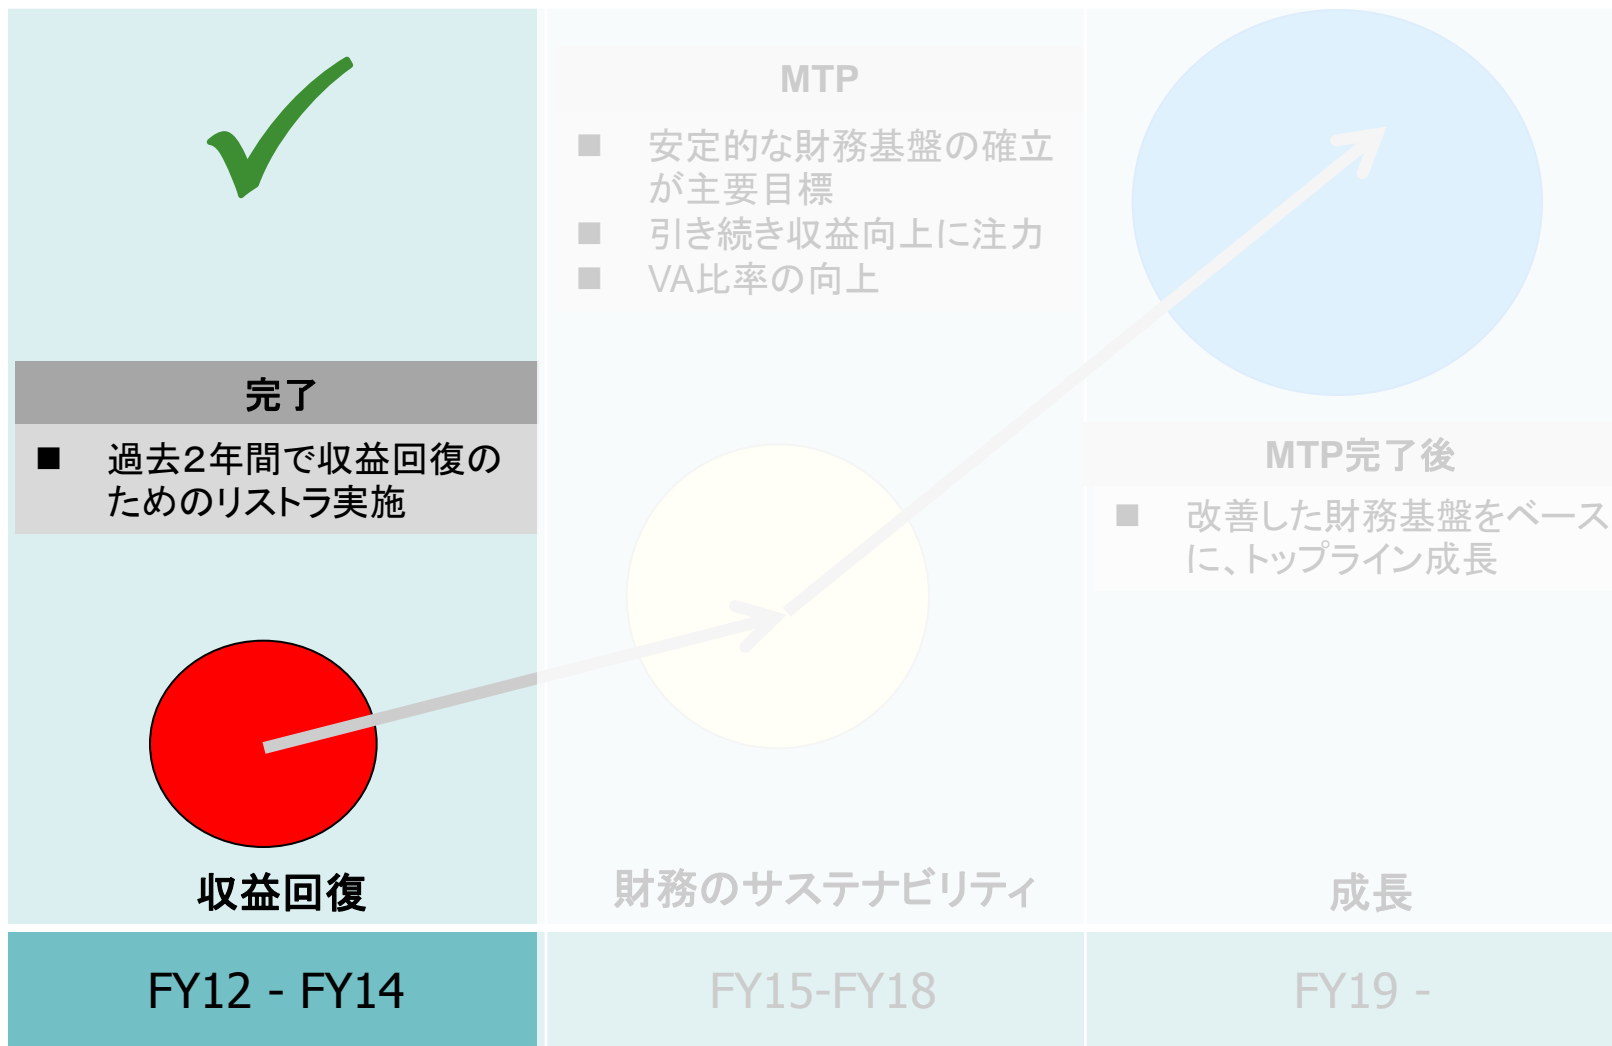 完了
■ 過去２年間で収益回復の
ためのリストラ実施
収益回復
FY12 - FY14
MTP
■ 安定的な財務基盤の確立
が主要目標
■ 引き続き収益向上に注力
■ VA比率の向上
財務のサステナビリティ
FY15-FY18
MTP完了後
■ 改善した財務基盤をベース
に、トップライン成長
成長
FY19 -